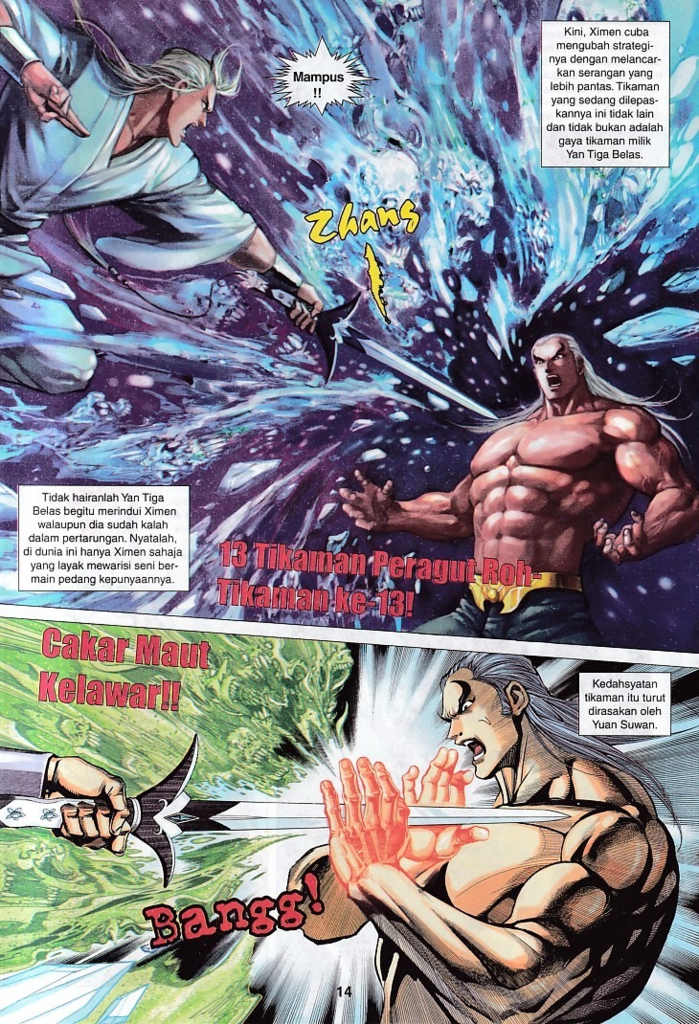 Mampus
!!
Kini, Ximen cuba
mengubah strategi-
nya dengan melancar-
kan serangan yang
lebih pantas. Tikaman
yang sedang dilepas-
kannya ini tidak lain
dan tidak bukan adalah
gaya tikaman milik
Yan Tiga Belas.
Zhang
!
Tidak hairanlah Yan Tiga
Belas begitu merindui Ximen
walaupun dia sudah kalah
dalam pertarungan. Nyatalah,
di dunia ini hanya Ximen sahaja
yang layak mewarisi seni ber-
main pedang kepunyaannya.
13 Tikaman Peragut Roh-
Tikaman ke-13!
Cakar Maut
Kelawar!!
Kedahsyatan
tikaman itu turut
dirasakan oleh
Yuan Suwan.
Bangg!
14